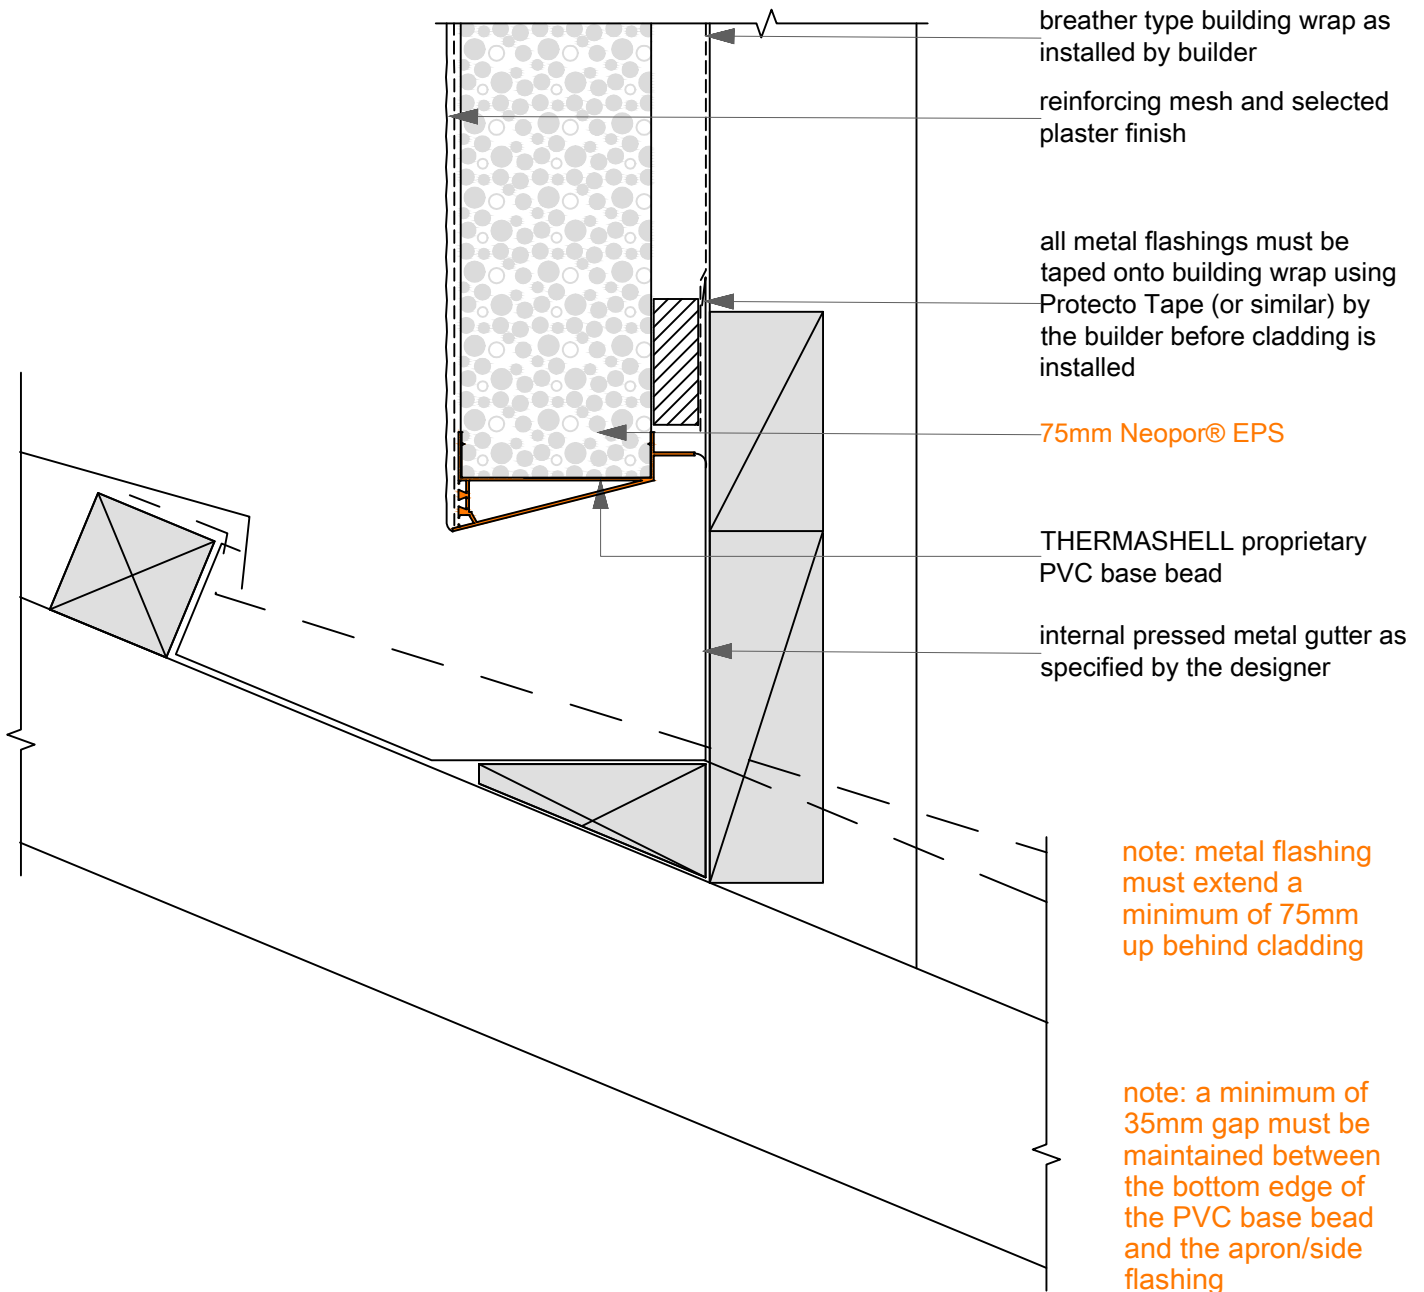 breather type building wrap as
installed by builder
reinforcing mesh and selected
plaster finish
all metal flashings must be
taped onto building wrap using
Protecto Tape (or similar) by
the builder before cladding is
installed
75mm Neopor® EPS
THERMASHELL proprietary
PVC base bead
internal pressed metal gutter as
specified by the designer
note: metal flashing
must extend a
minimum of 75mm
up behind cladding
note: a minimum of
35mm gap must be
maintained between
the bottom edge of
the PVC base bead
and the apron/side
flashing